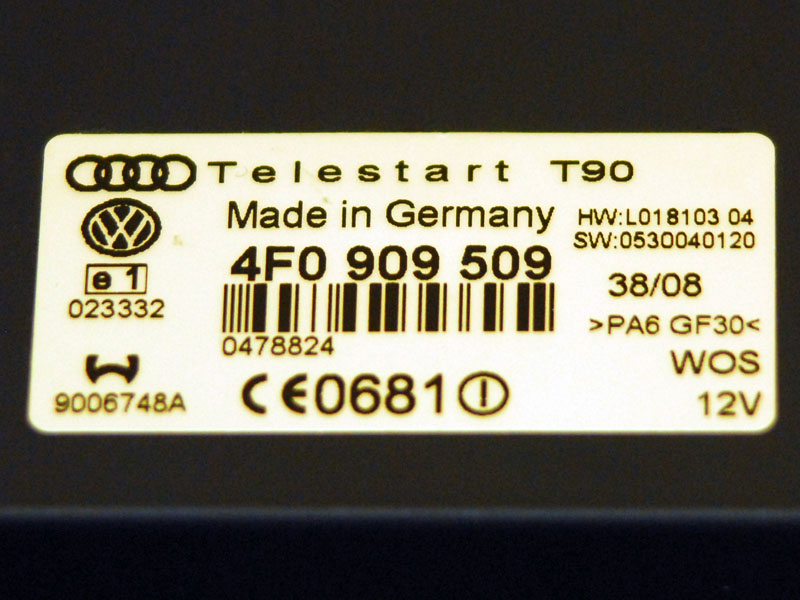 Telestart T90
Made in Germany
HW:L018103 04
SW:0530040120
4F0 909 509
e 1
023332
38/08
>PA6 GF30<
0478824
WOS
9006748A
CE0681
12V